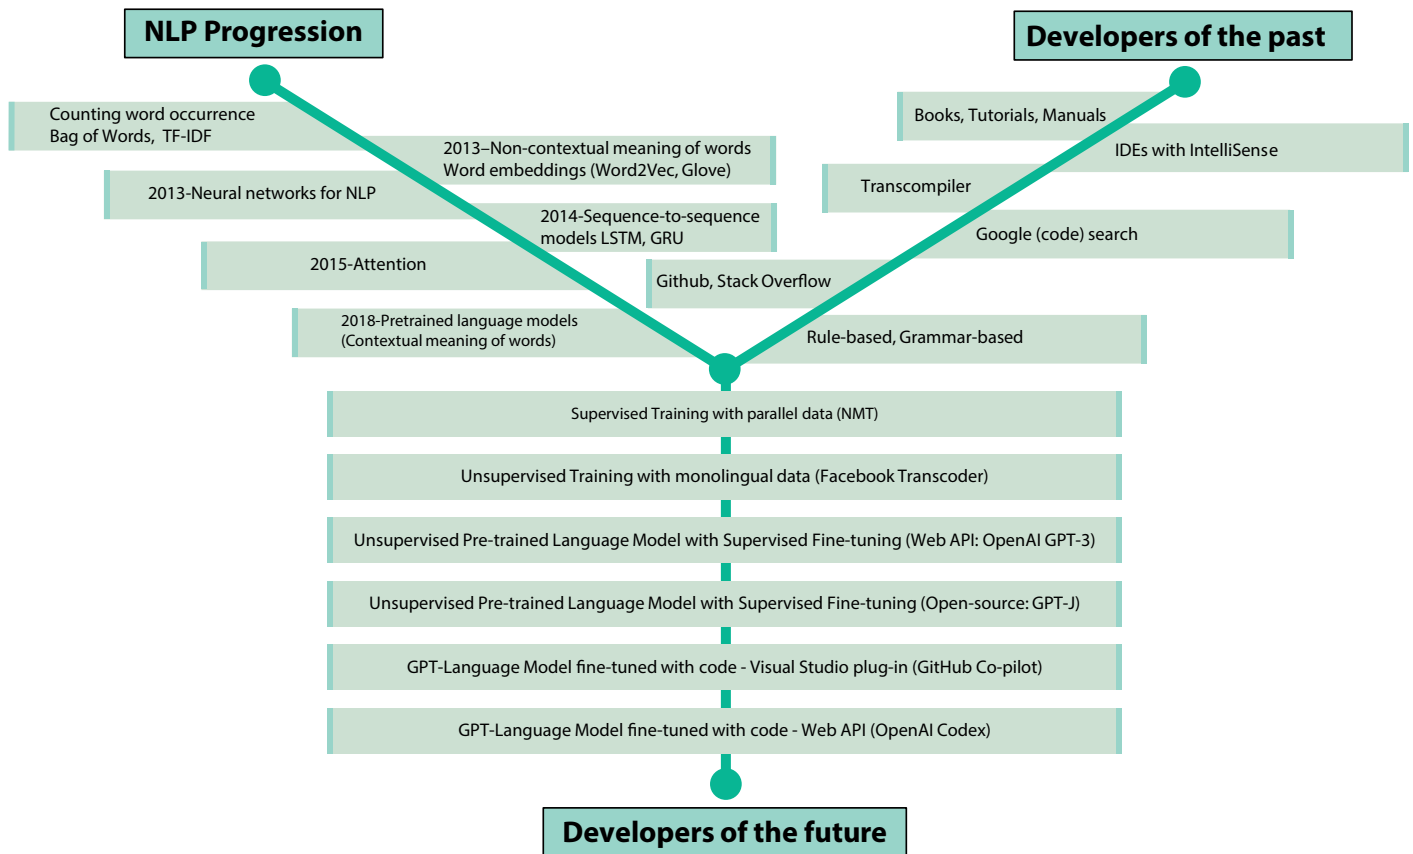 NLP Progression
Developers of the past
Counting word occurrence
Bag of Words, TF-IDF
2013–Non-contextual meaning of words
Word embeddings (Word2Vec, Glove)
2013-Neural networks for NLP
2014-Sequence-to-sequence
models LSTM, GRU
2015-Attention
2018-Pretrained language models
(Contextual meaning of words)
Books, Tutorials, Manuals
IDEs with IntelliSense
Transcompiler
Google (code) search
Github, Stack Overflow
Rule-based, Grammar-based
Supervised Training with parallel data (NMT)
Unsupervised Training with monolingual data (Facebook Transcoder)
Unsupervised Pre-trained Language Model with Supervised Fine-tuning (Web API: OpenAI GPT-3)
Unsupervised Pre-trained Language Model with Supervised Fine-tuning (Open-source: GPT-J)
GPT-Language Model fine-tuned with code - Visual Studio plug-in (GitHub Co-pilot)
GPT-Language Model fine-tuned with code - Web API (OpenAI Codex)
Developers of the future